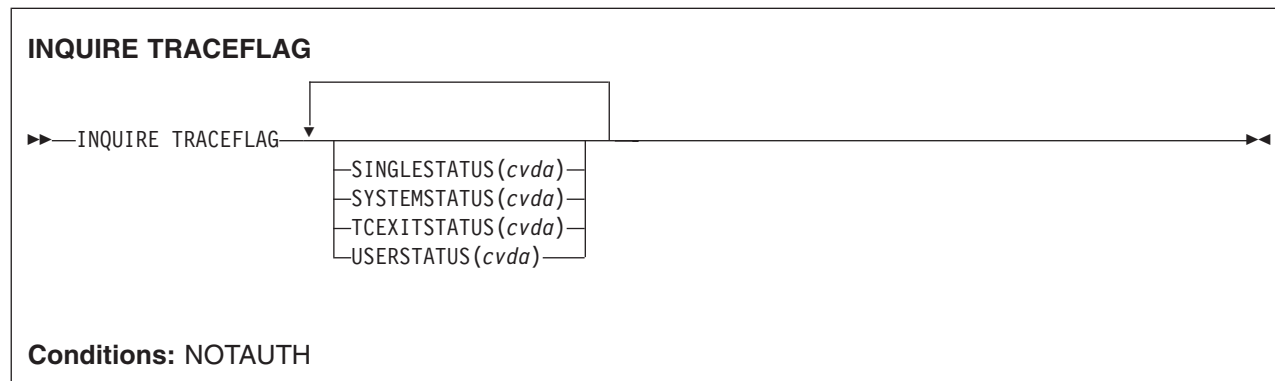 INQUIRE TRACEFLAG
INQUIRE TRACEFLAG
SINGLESTATUS(cvda)
SYSTEMSTATUS(cvda)
TCEXITSTATUS(cvda)
USERSTATUS(cvda)
Conditions: NOTAUTH